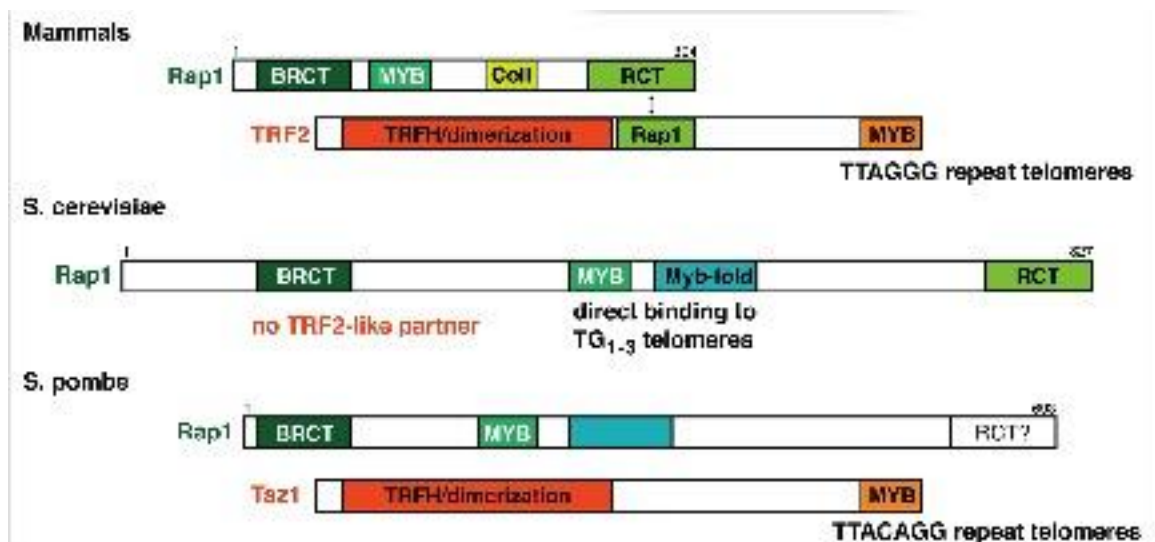 Mammals
1
Rap1 BRCT MYB Coil RCT
TRF2 TRFH/dimerization Rap1 MYB
TTAGGG repeat telomeres
S. cerevisiae
1 827
Rap1 BRCT MYB Myb-fold RCT
no TRF2-like partner
direct binding to
TG1-3 telomeres
S. pombe
1
Rap1 BRCT MYB RCT?
Taz1 TRFH/dimerization MYB
TTACAGG repeat telomeres